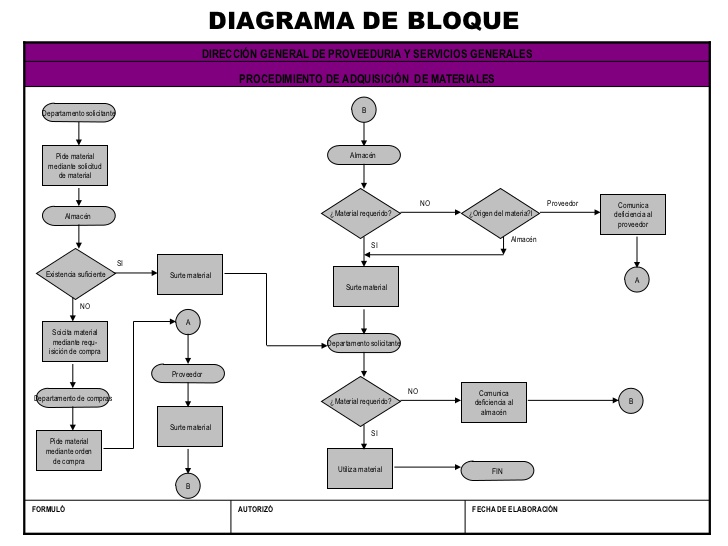 DIAGRAMA DE BLOQUE
DIRECCIÓN GENERAL DE PROVEEDURIA Y SERVICIOS GENERALES
PROCEDIMIENTO DE ADQUISICIÓN DE MATERIALES
Departamento solicitante
Pide material
mediante solicitud
de material
Almacén
Existencia suficiente
SI
Surte material
NO
Solcita material
mediante requ-
isición de compra
Departamento de compras
Pide material
mediante orden
de compra
A
Proveedor
Surte material
B
B
Almacén
¿Material requerido?
NO
¿Origen del materia?l
Proveedor
Comunica
deficiencia al
proveedor
A
Almacén
SI
Surte material
Departamento solicitante
¿Material requerido?
NO
Comunica
deficiencia al
almacén
B
SI
Utiliza material
FIN
FORMULÓ
AUTORIZÓ
FECHA DE ELABORACIÓN